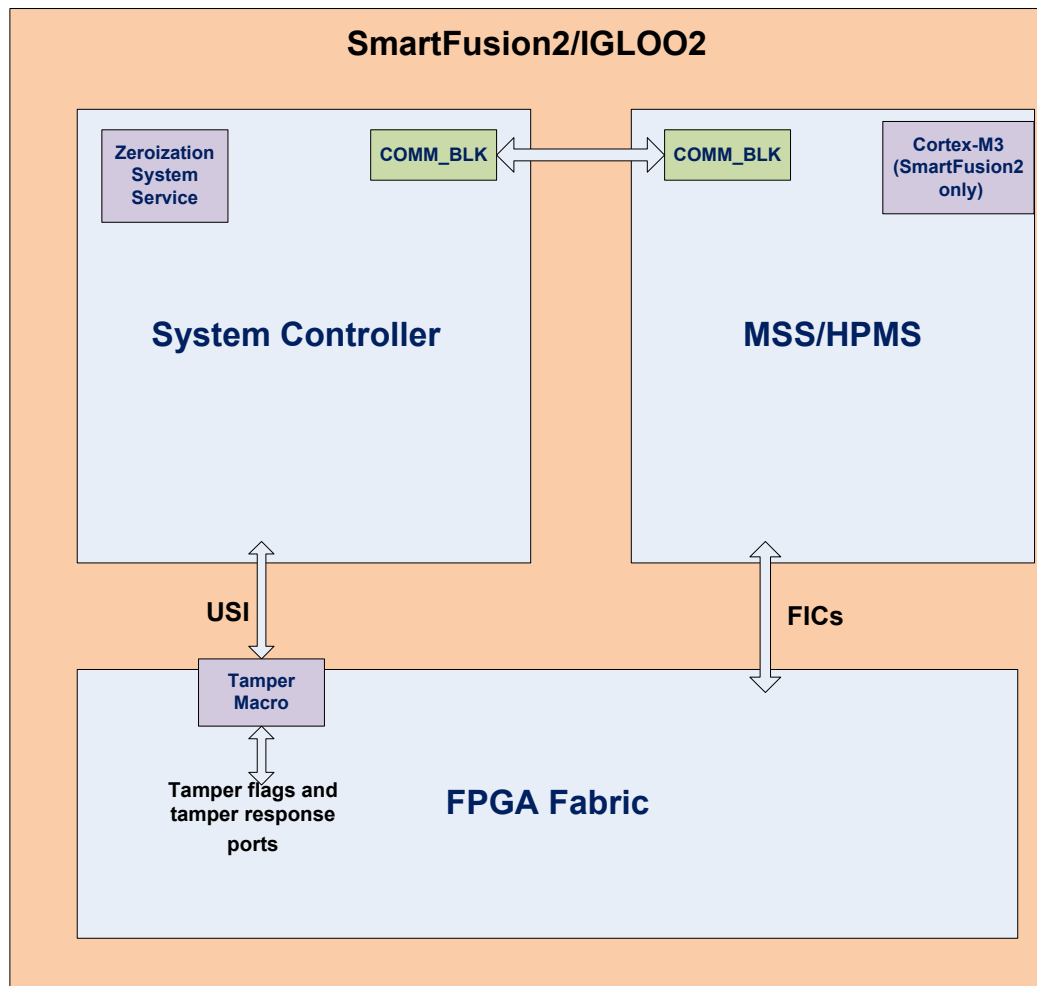 SmartFusion2/IGLOO2
Zeroization
System
Service
COMM_BLK
COMM_BLK
Cortex-M3
(SmartFusion2
only)
System Controller
MSS/HPMS
USI
FICs
Tamper
Macro
Tamper flags and
tamper response
ports
FPGA Fabric